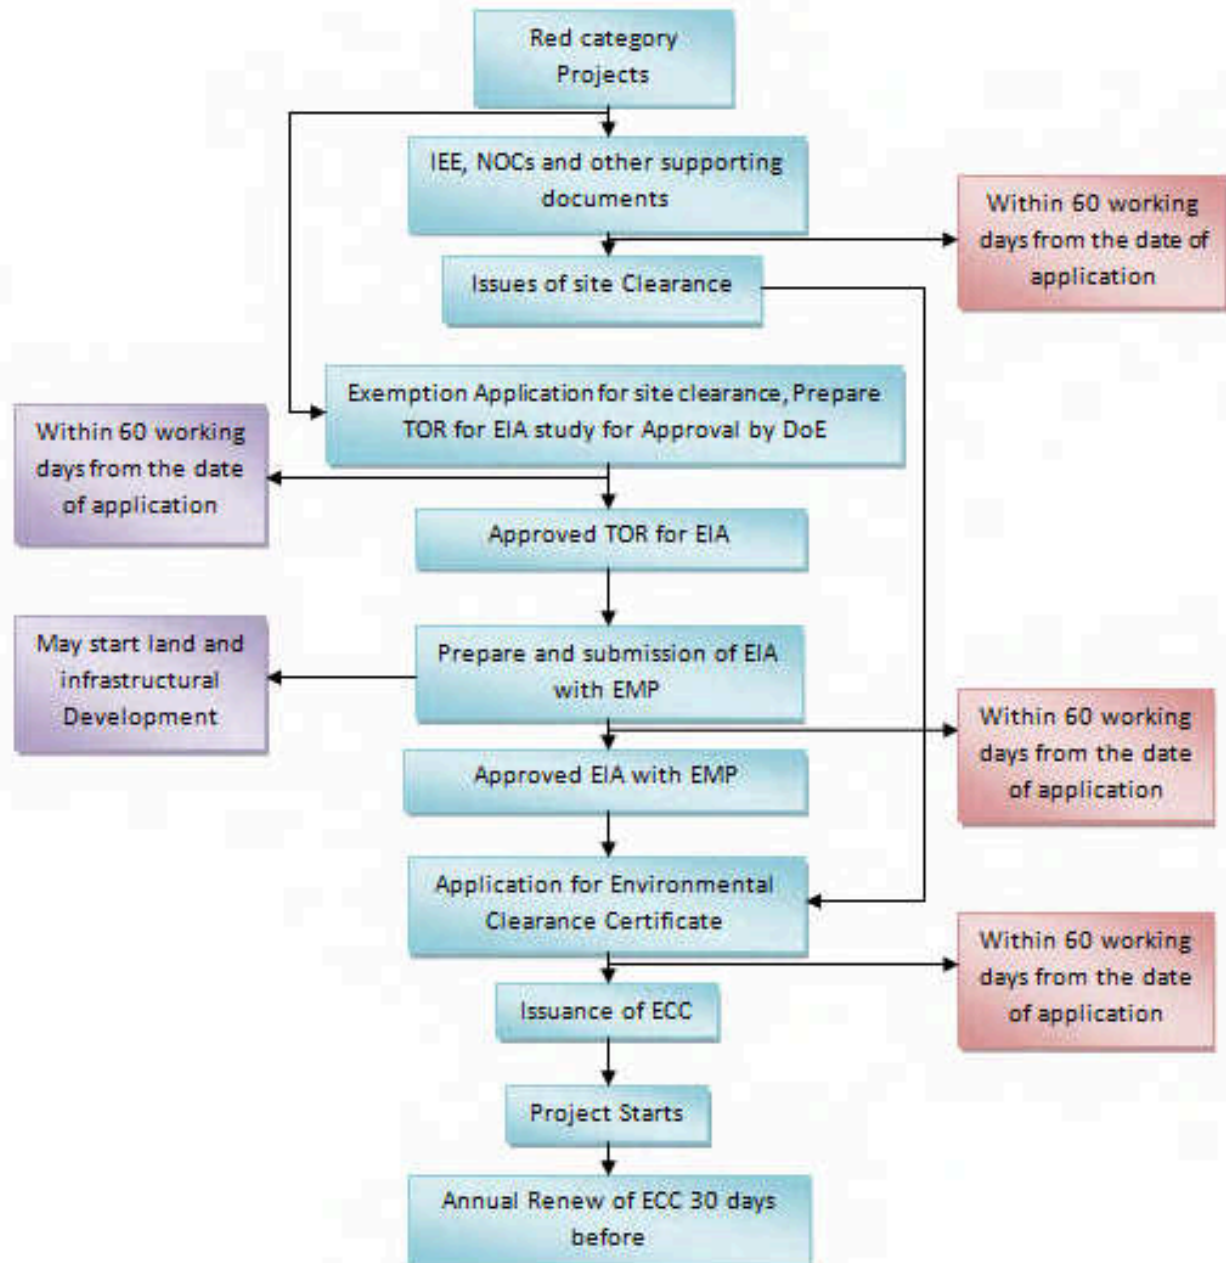 Red category
Projects
IEE, NOCs and other supporting
documents
Within 60 working
days from the date of
application
Issues of site Clearance
Exemption Application for site clearance, Prepare
TOR for EIA study for Approval by DoE
Within 60 working
days from the date
of application
Approved TOR for EIA
May start land and
infrastructural
Development
Prepare and submission of EIA
with EMP
Within 60 working
days from the date
of application
Approved EIA with EMP
Application for Environmental
Clearance Certificate
Within 60 working
days from the date
of application
Issuance of ECC
Project Starts
Annual Renew of ECC 30 days
before